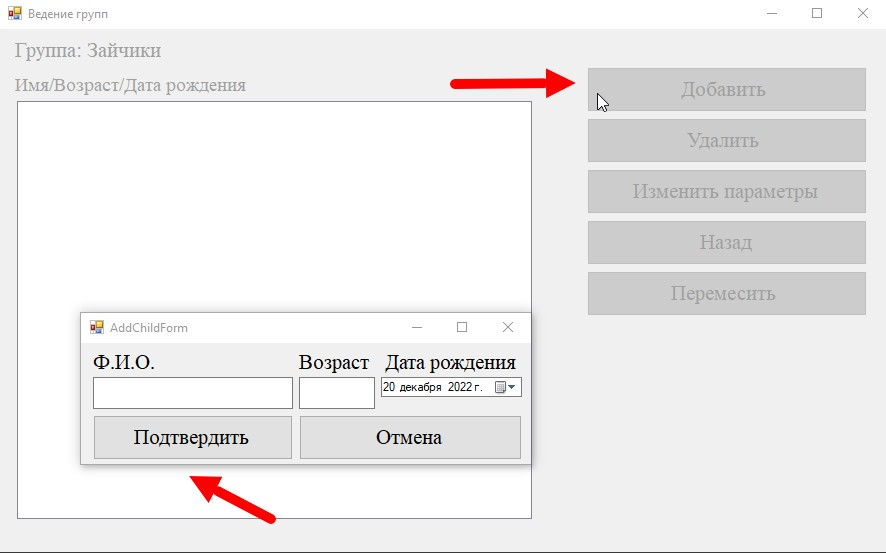 Ведение групп
Группа: Зайчики
Имя/Возраст/Дата рождения
Добавить
Удалить
Изменить параметры
Назад
Перемесить
AddChildForm
Ф.И.О. Возраст Дата рождения
20 декабря 2022 г.
Подтвердить Отмена